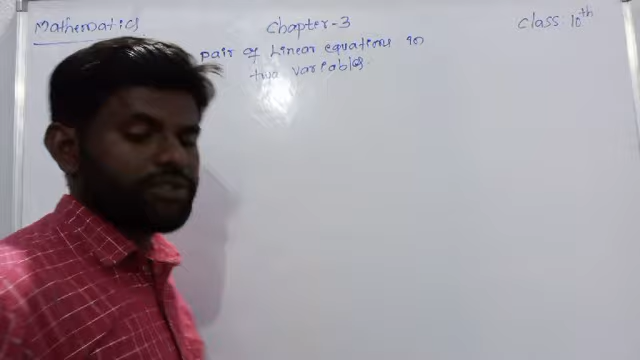 Mathematics
Chapter-3
Class: 10th
pair of Linear equations in
two variables.